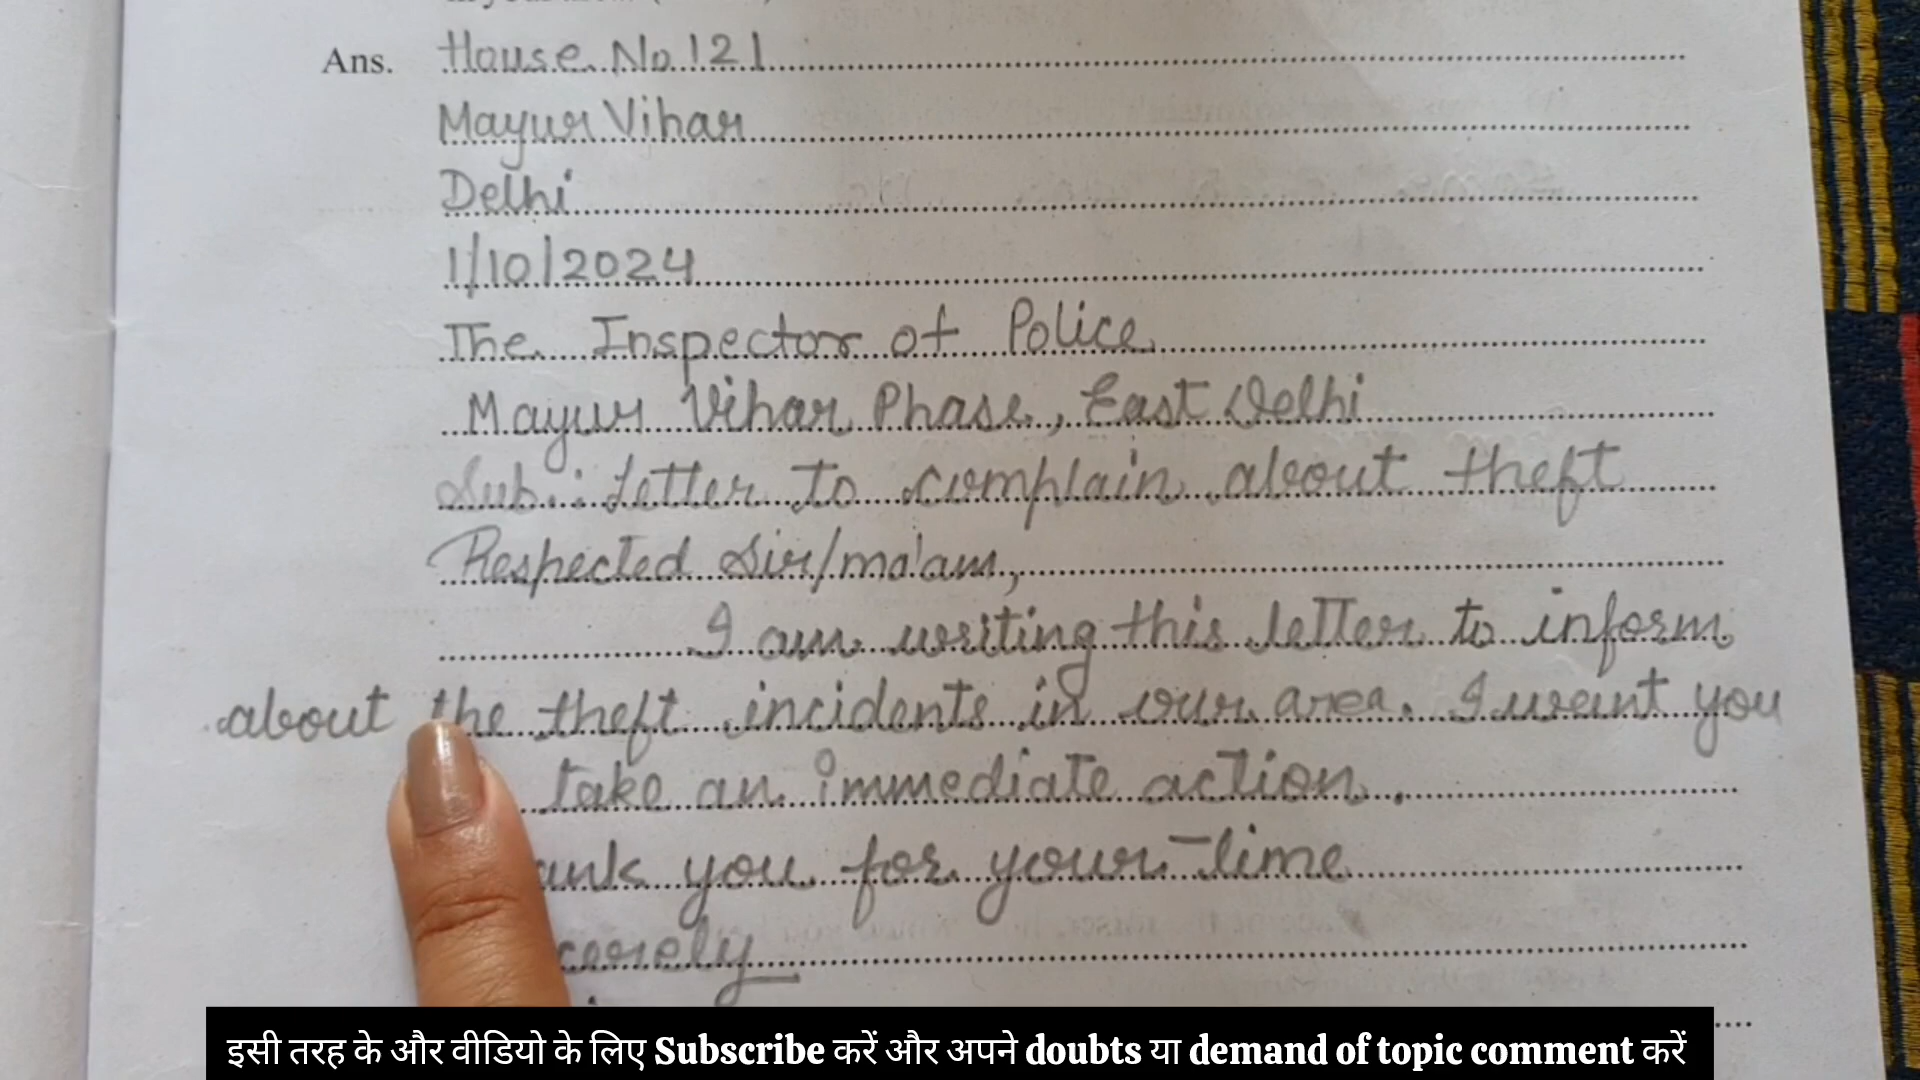 Ans. House No 121
Mayur Vihar
Delhi
1/10/2024
The Inspector of Police
Mayur Vihar Phase, East Delhi
Sub: Letter to complain about theft
Respected Sir/ma'am,
I am writing this letter to inform
about the theft incidents in our area. I want you
take an immediate action.
you for your time
इसी तरह के और वीडियो के लिए Subscribe करें और अपने doubts या demand of topic comment करें